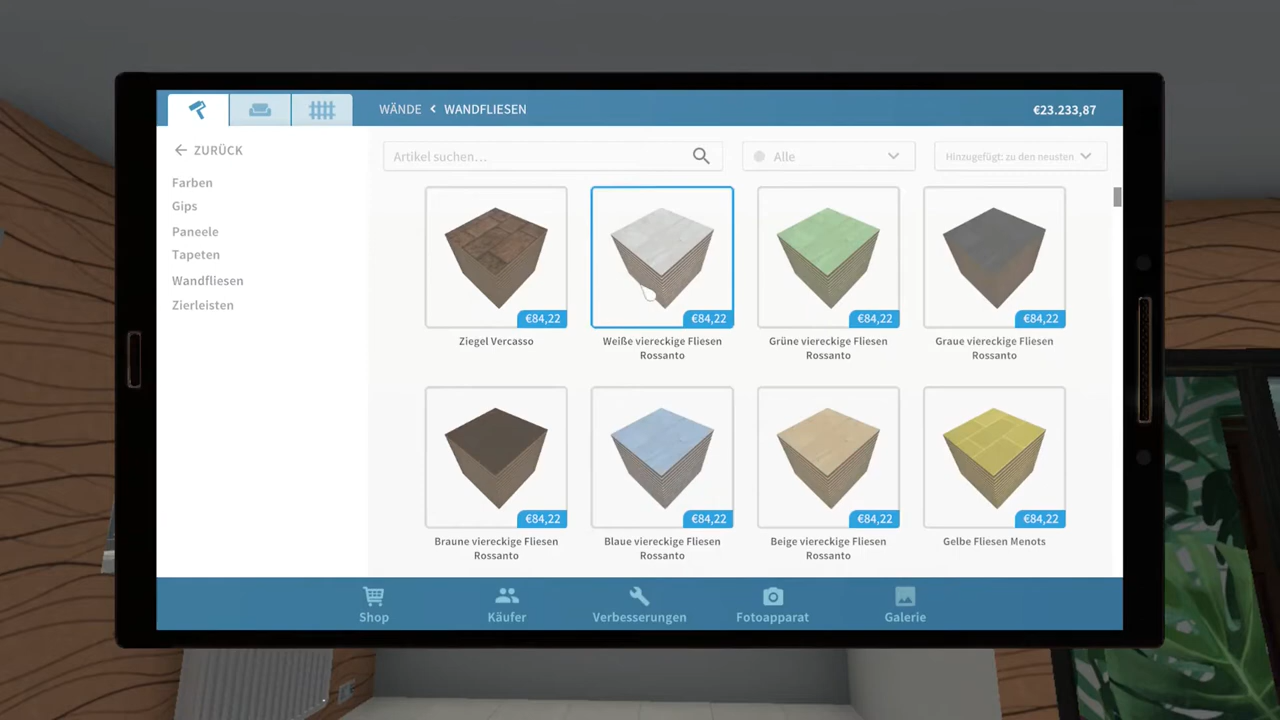 WÄNDE < WANDFLIESEN
€23.233,87
ZURÜCK
Farben
Gips
Paneele
Tapeten
Wandfliesen
Zierleisten
Artikel suchen...
Alle
Hinzugefügt: zu den neusten
€84,22
€84,22
€84,22
€84,22
Ziegel Vercasso
Weiße viereckige Fliesen
Rossanto
Grüne viereckige Fliesen
Rossanto
Graue viereckige Fliesen
Rossanto
€84,22
€84,22
€84,22
€84,22
Braune viereckige Fliesen
Rossanto
Blaue viereckige Fliesen
Rossanto
Beige viereckige Fliesen
Rossanto
Gelbe Fliesen Menots
Shop
Käufer
Verbesserungen
Fotoapparat
Galerie